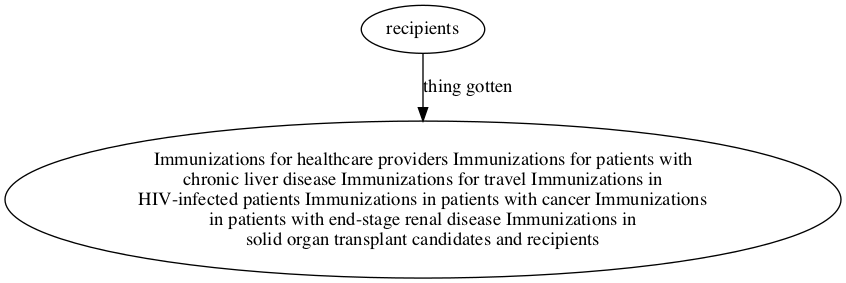 recipients
thing gotten
Immunizations for healthcare providers Immunizations for patients with
chronic liver disease Immunizations for travel Immunizations in
HIV-infected patients Immunizations in patients with cancer Immunizations
in patients with end-stage renal disease Immunizations in
solid organ transplant candidates and recipients